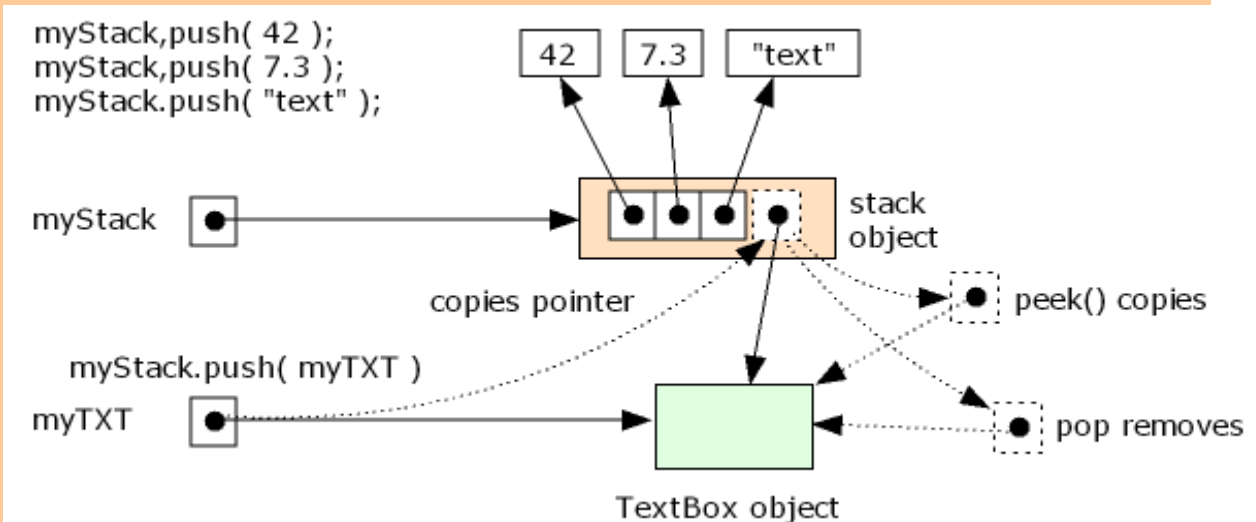 myStack,push( 42 );
myStack,push( 7.3 );
myStack.push( "text" );
42
7.3
"text"
myStack
stack
object
copies pointer
peek() copies
myStack.push( myTXT )
myTXT
pop removes
TextBox object